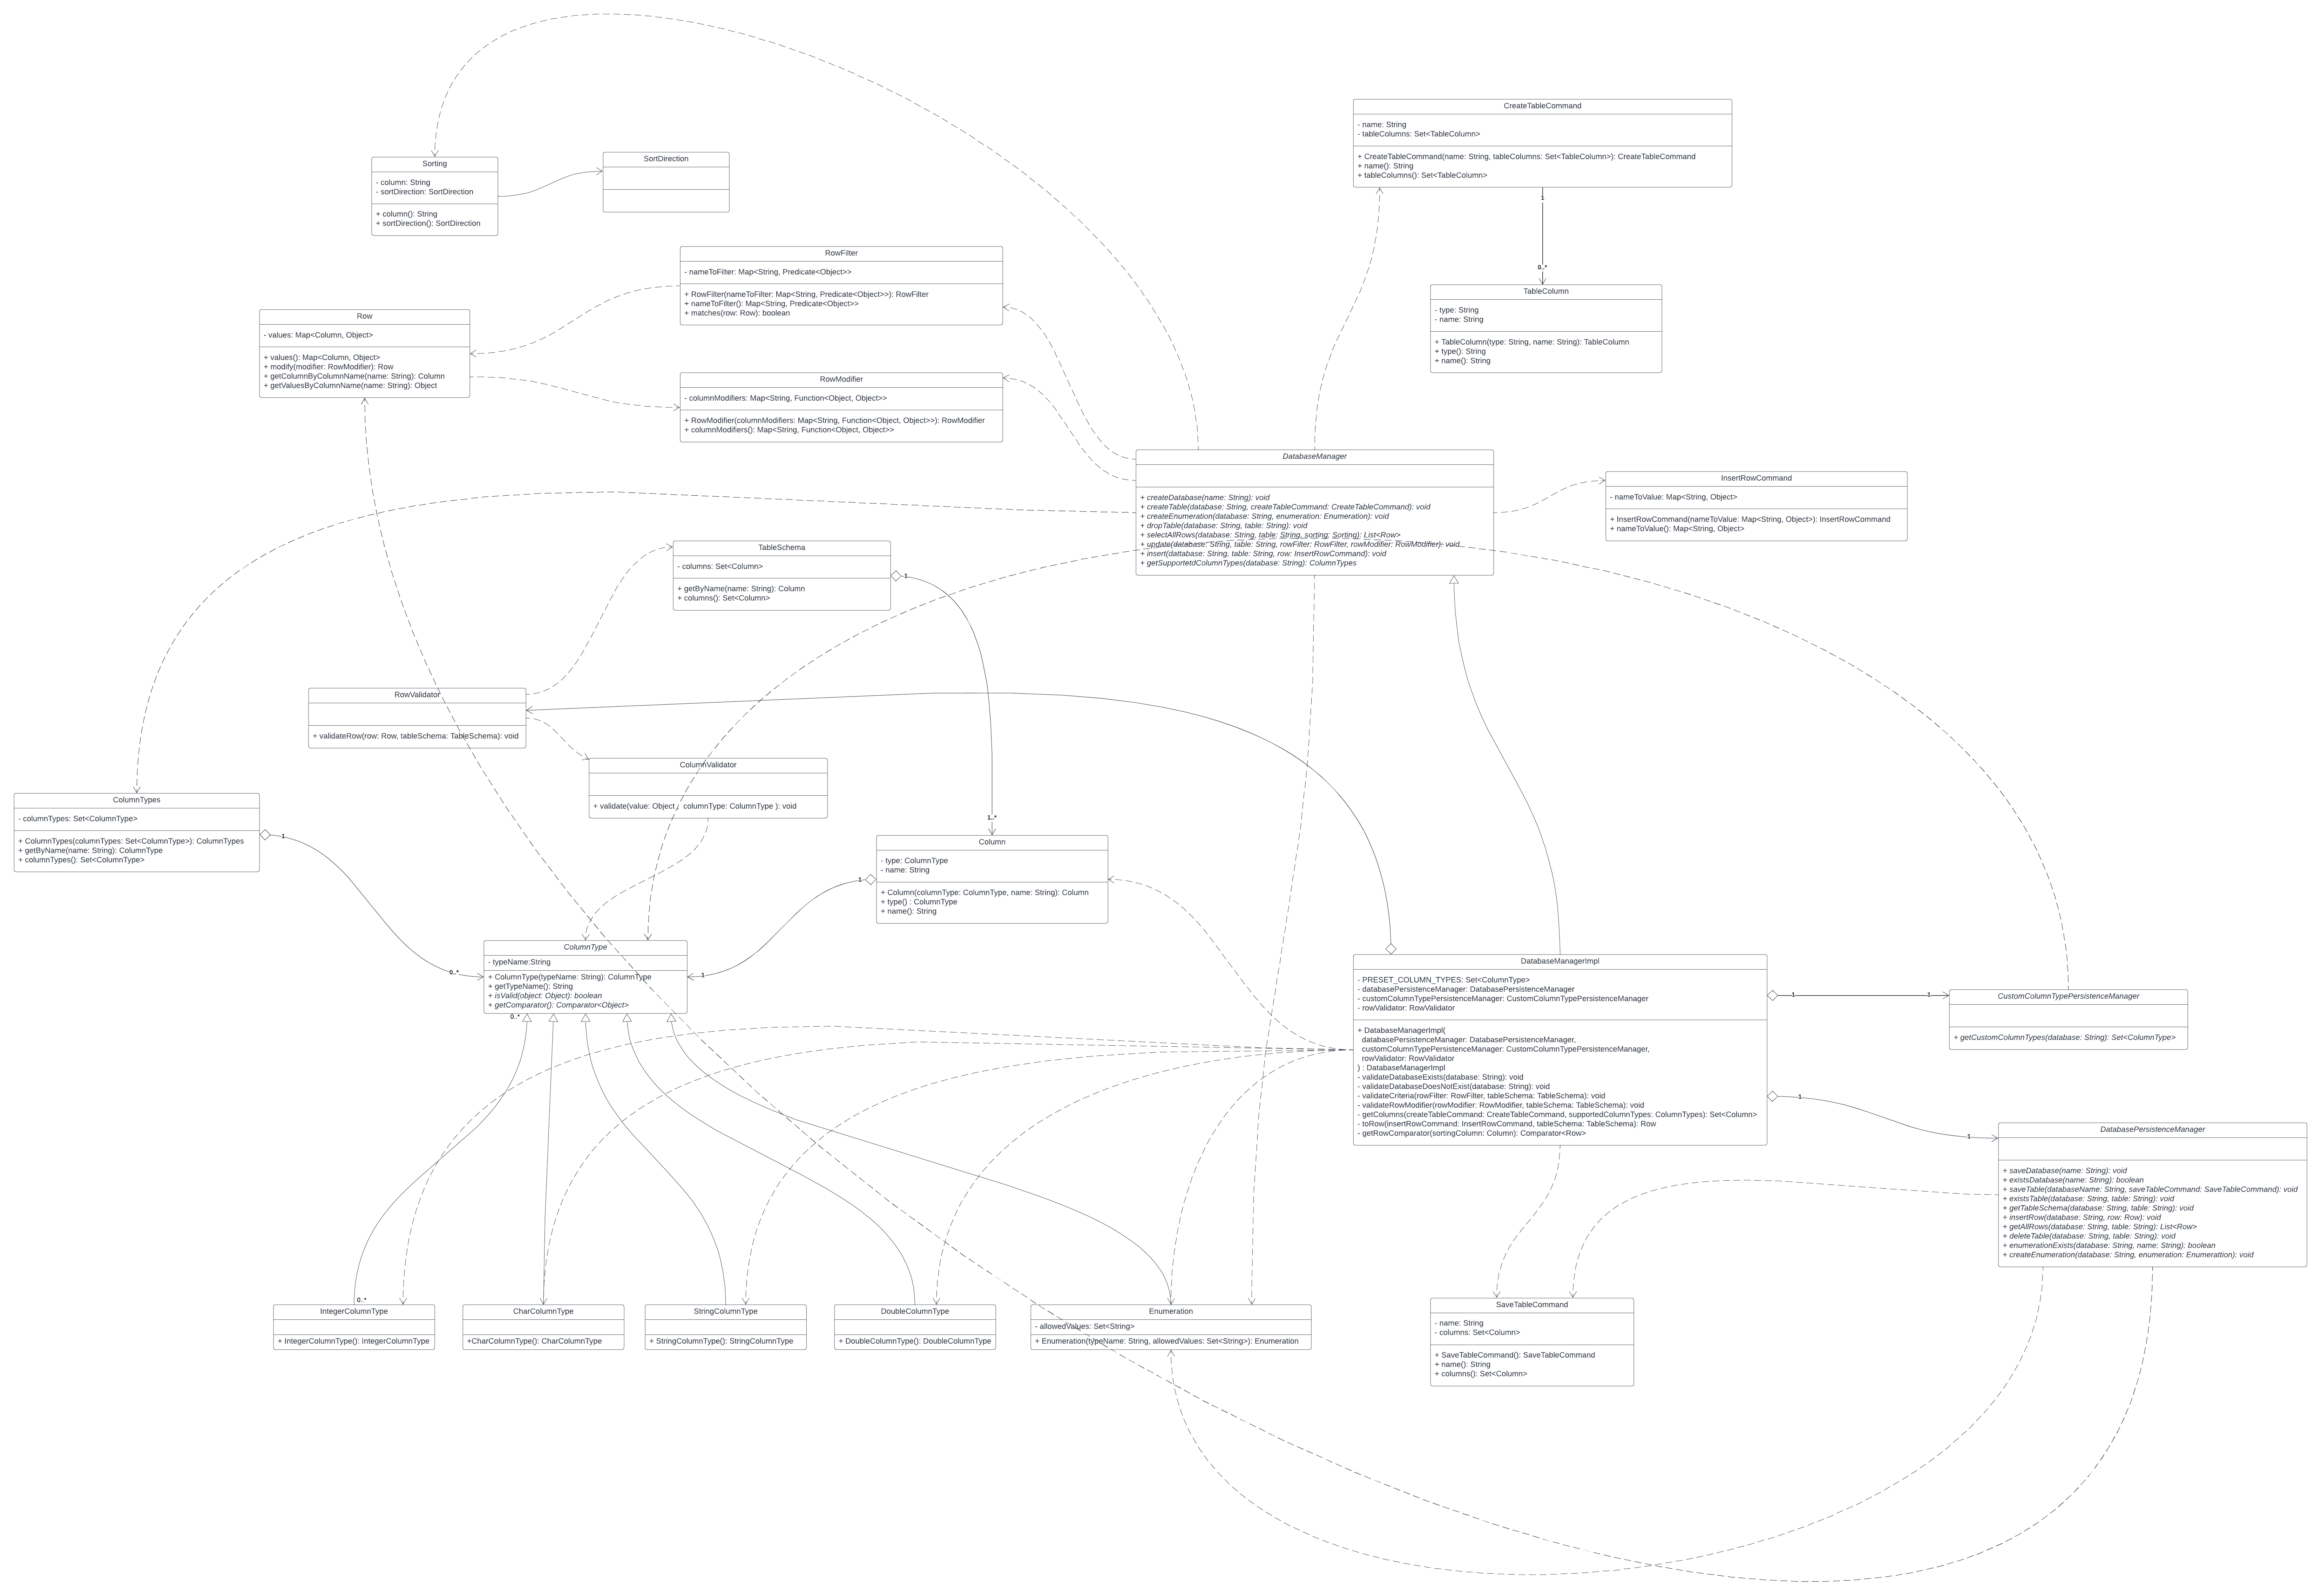 CreateTableCommand
- name: String
- tableColumns: Set<TableColumn>
+ CreateTableCommand(name: String, tableColumns: Set<TableColumn>): CreateTableCommand
+ name(): String
+ tableColumns(): Set<TableColumn>
1
0..*
Sorting
- column: String
- sortDirection: SortDirection
+ column(): String
+ sortDirection(): SortDirection
SortDirection
RowFilter
- nameToFilter: Map<String, Predicate<Object>>
+ RowFilter(nameToFilter: Map<String, Predicate<Object>>): RowFilter
+ nameToFilter(): Map<String, Predicate<Object>>
+ matches(row: Row): boolean
TableColumn
- type: String
- name: String
+ TableColumn(type: String, name: String): TableColumn
+ type(): String
+ name(): String
Row
- values: Map<Column, Object>
+ values(): Map<Column, Object>
+ modify(modifier: RowModifier): Row
+ getColumnByColumnName(name: String): Column
+ getValuesByColumnName(name: String): Object
RowModifier
- columnModifiers: Map<String, Function<Object, Object>>
+ RowModifier(columnModifiers: Map<String, Function<Object, Object>>): RowModifier
+ columnModifiers(): Map<String, Function<Object, Object>>
DatabaseManager
+ createDatabase(name: String): void
+ createTable(database: String, createTableCommand: CreateTableCommand): void
+ createEnumeration(database: String, enumeration: Enumeration): void
+ dropTable(database: String, table: String): void
+ selectAllRows(database: String, table: String, sorting: Sorting): List<Row>
+ update(database: String, table: String, rowFilter: RowFilter, rowModifier: RowModifier): void
+ insert(dattabase: String, table: String, row: InsertRowCommand): void
+ getSupportetdColumnTypes(database: String): ColumnTypes
InsertRowCommand
- nameToValue: Map<String, Object>
+ InsertRowCommand(nameToValue: Map<String, Object>): InsertRowCommand
+ nameToValue(): Map<String, Object>
TableSchema
- columns: Set<Column>
+ getByName(name: String): Column
+ columns(): Set<Column>
1
1..*
RowValidator
+ validateRow(row: Row, tableSchema: TableSchema): void
ColumnValidator
+ validate(value: Object , columnType: ColumnType ): void
ColumnTypes
- columnTypes: Set<ColumnType>
+ ColumnTypes(columnTypes: Set<ColumnType>): ColumnTypes
+ getByName(name: String): ColumnType
+ columnTypes(): Set<ColumnType>
1
0..*
Column
- type: ColumnType
- name: String
+ Column(columnType: ColumnType, name: String): Column
+ type() : ColumnType
+ name(): String
1
1
ColumnType
- typeName:String
+ ColumnType(typeName: String): ColumnType
+ getTypeName(): String
+ isValid(object: Object): boolean
+ getComparator(): Comparator<Object>
0..*
DatabaseManagerImpl
- PRESET_COLUMN_TYPES: Set<ColumnType>
- databasePersistenceManager: DatabasePersistenceManager
- customColumnTypePersistenceManager: CustomColumnTypePersistenceManager
- rowValidator: RowValidator
+ DatabaseManagerImpl(
databasePersistenceManager: DatabasePersistenceManager,
customColumnTypePersistenceManager: CustomColumnTypePersistenceManager,
rowValidator: RowValidator
) : DatabaseManagerImpl
- validateDatabaseExists(database: String): void
- validateDatabaseDoesNotExist(database: String): void
- validateCriteria(rowFilter: RowFilter, tableSchema: TableSchema): void
- validateRowModifier(rowModifier: RowModifier, tableSchema: TableSchema): void
- getColumns(createTableCommand: CreateTableCommand, supportedColumnTypes: ColumnTypes): Set<Column>
- toRow(insertRowCommand: InsertRowCommand, tableSchema: TableSchema): Row
- getRowComparator(sortingColumn: Column): Comparator<Row>
1
1
CustomColumnTypePersistenceManager
+ getCustomColumnTypes(database: String): Set<ColumnType>
1
1
DatabasePersistenceManager
+ saveDatabase(name: String): void
+ existsDatabase(name: String): boolean
+ saveTable(databaseName: String, saveTableCommand: SaveTableCommand): void
+ existsTable(database: String, table: String): void
+ getTableSchema(database: String, table: String): void
+ insertRow(database: String, row: Row): void
+ getAllRows(database: String, table: String): List<Row>
+ deleteTable(database: String, table: String): void
+ enumerationExists(database: String, name: String): boolean
+ createEnumeration(database: String, enumeration: Enumerattion): void
0..*
IntegerColumnType
+ IntegerColumnType(): IntegerColumnType
CharColumnType
+CharColumnType(): CharColumnType
StringColumnType
+ StringColumnType(): StringColumnType
DoubleColumnType
+ DoubleColumnType(): DoubleColumnType
Enumeration
- allowedValues: Set<String>
+ Enumeration(typeName: String, allowedValues: Set<String>): Enumeration
SaveTableCommand
- name: String
- columns: Set<Column>
+ SaveTableCommand(): SaveTableCommand
+ name(): String
+ columns(): Set<Column>